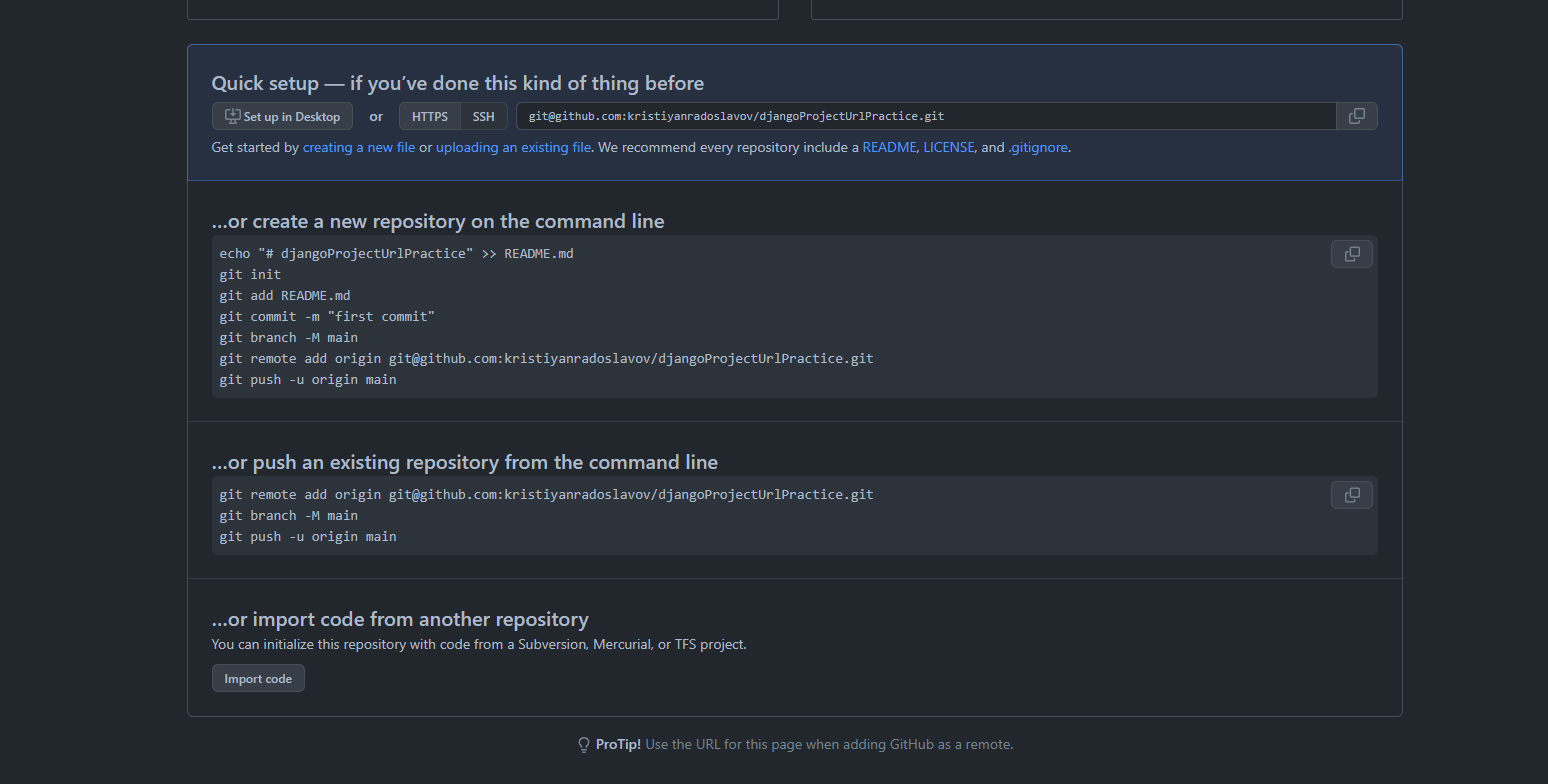 Quick setup — if you’ve done this kind of thing before
Set up in Desktop or HTTPS SSH git@github.com:kristiyanradoslavov/djangoProjectUrlPractice.git
Get started by creating a new file or uploading an existing file. We recommend every repository include a README, LICENSE, and .gitignore.
…or create a new repository on the command line
echo "# djangoProjectUrlPractice" >> README.md
git init
git add README.md
git commit -m "first commit"
git branch -M main
git remote add origin git@github.com:kristiyanradoslavov/djangoProjectUrlPractice.git
git push -u origin main
…or push an existing repository from the command line
git remote add origin git@github.com:kristiyanradoslavov/djangoProjectUrlPractice.git
git branch -M main
git push -u origin main
…or import code from another repository
You can initialize this repository with code from a Subversion, Mercurial, or TFS project.
Import code
ProTip! Use the URL for this page when adding GitHub as a remote.